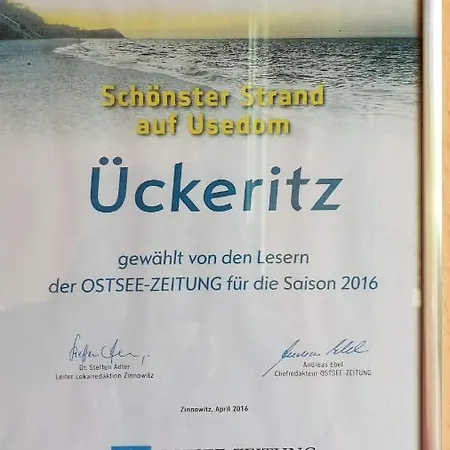 Schönster Strand
auf Usedom
Ückeritz
gewählt von den Lesern
der OSTSEE-ZEITUNG für die Saison 2016
Dr. Steffen Adler
Leiter Lokalredaktion Zinnowitz
Andreas Ebel
Chefredakteur OSTSEE-ZEITUNG
Zinnowitz, April 2016